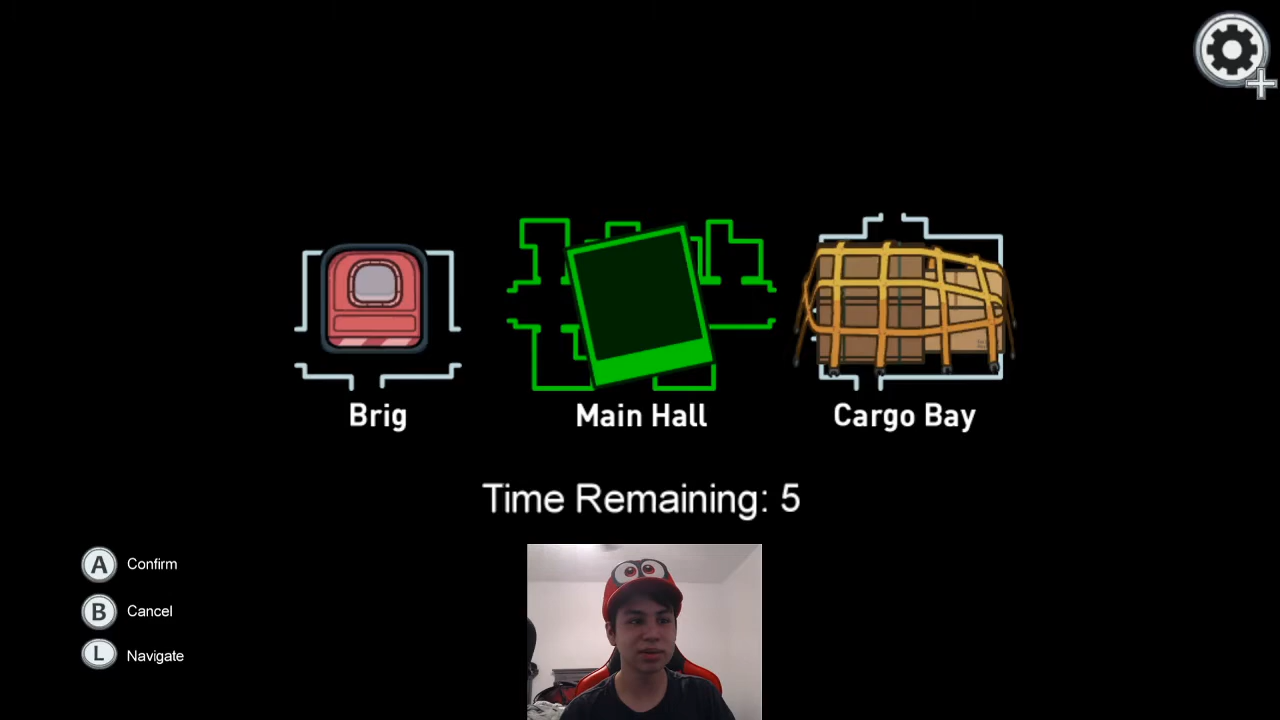 Brig
Main Hall
Cargo Bay
Time Remaining: 5
A Confirm
B Cancel
L Navigate